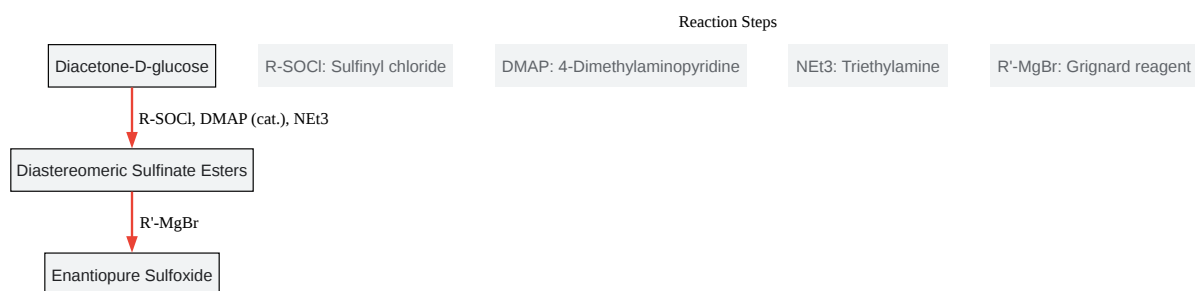 Reaction Steps
Diacetone-D-glucose
R-SOCl: Sulfinyl chloride
DMAP: 4-Dimethylaminopyridine
NEt3: Triethylamine
R'-MgBr: Grignard reagent
R-SOCl, DMAP (cat.), NEt3
Diastereomeric Sulfinate Esters
R'-MgBr
Enantiopure Sulfoxide